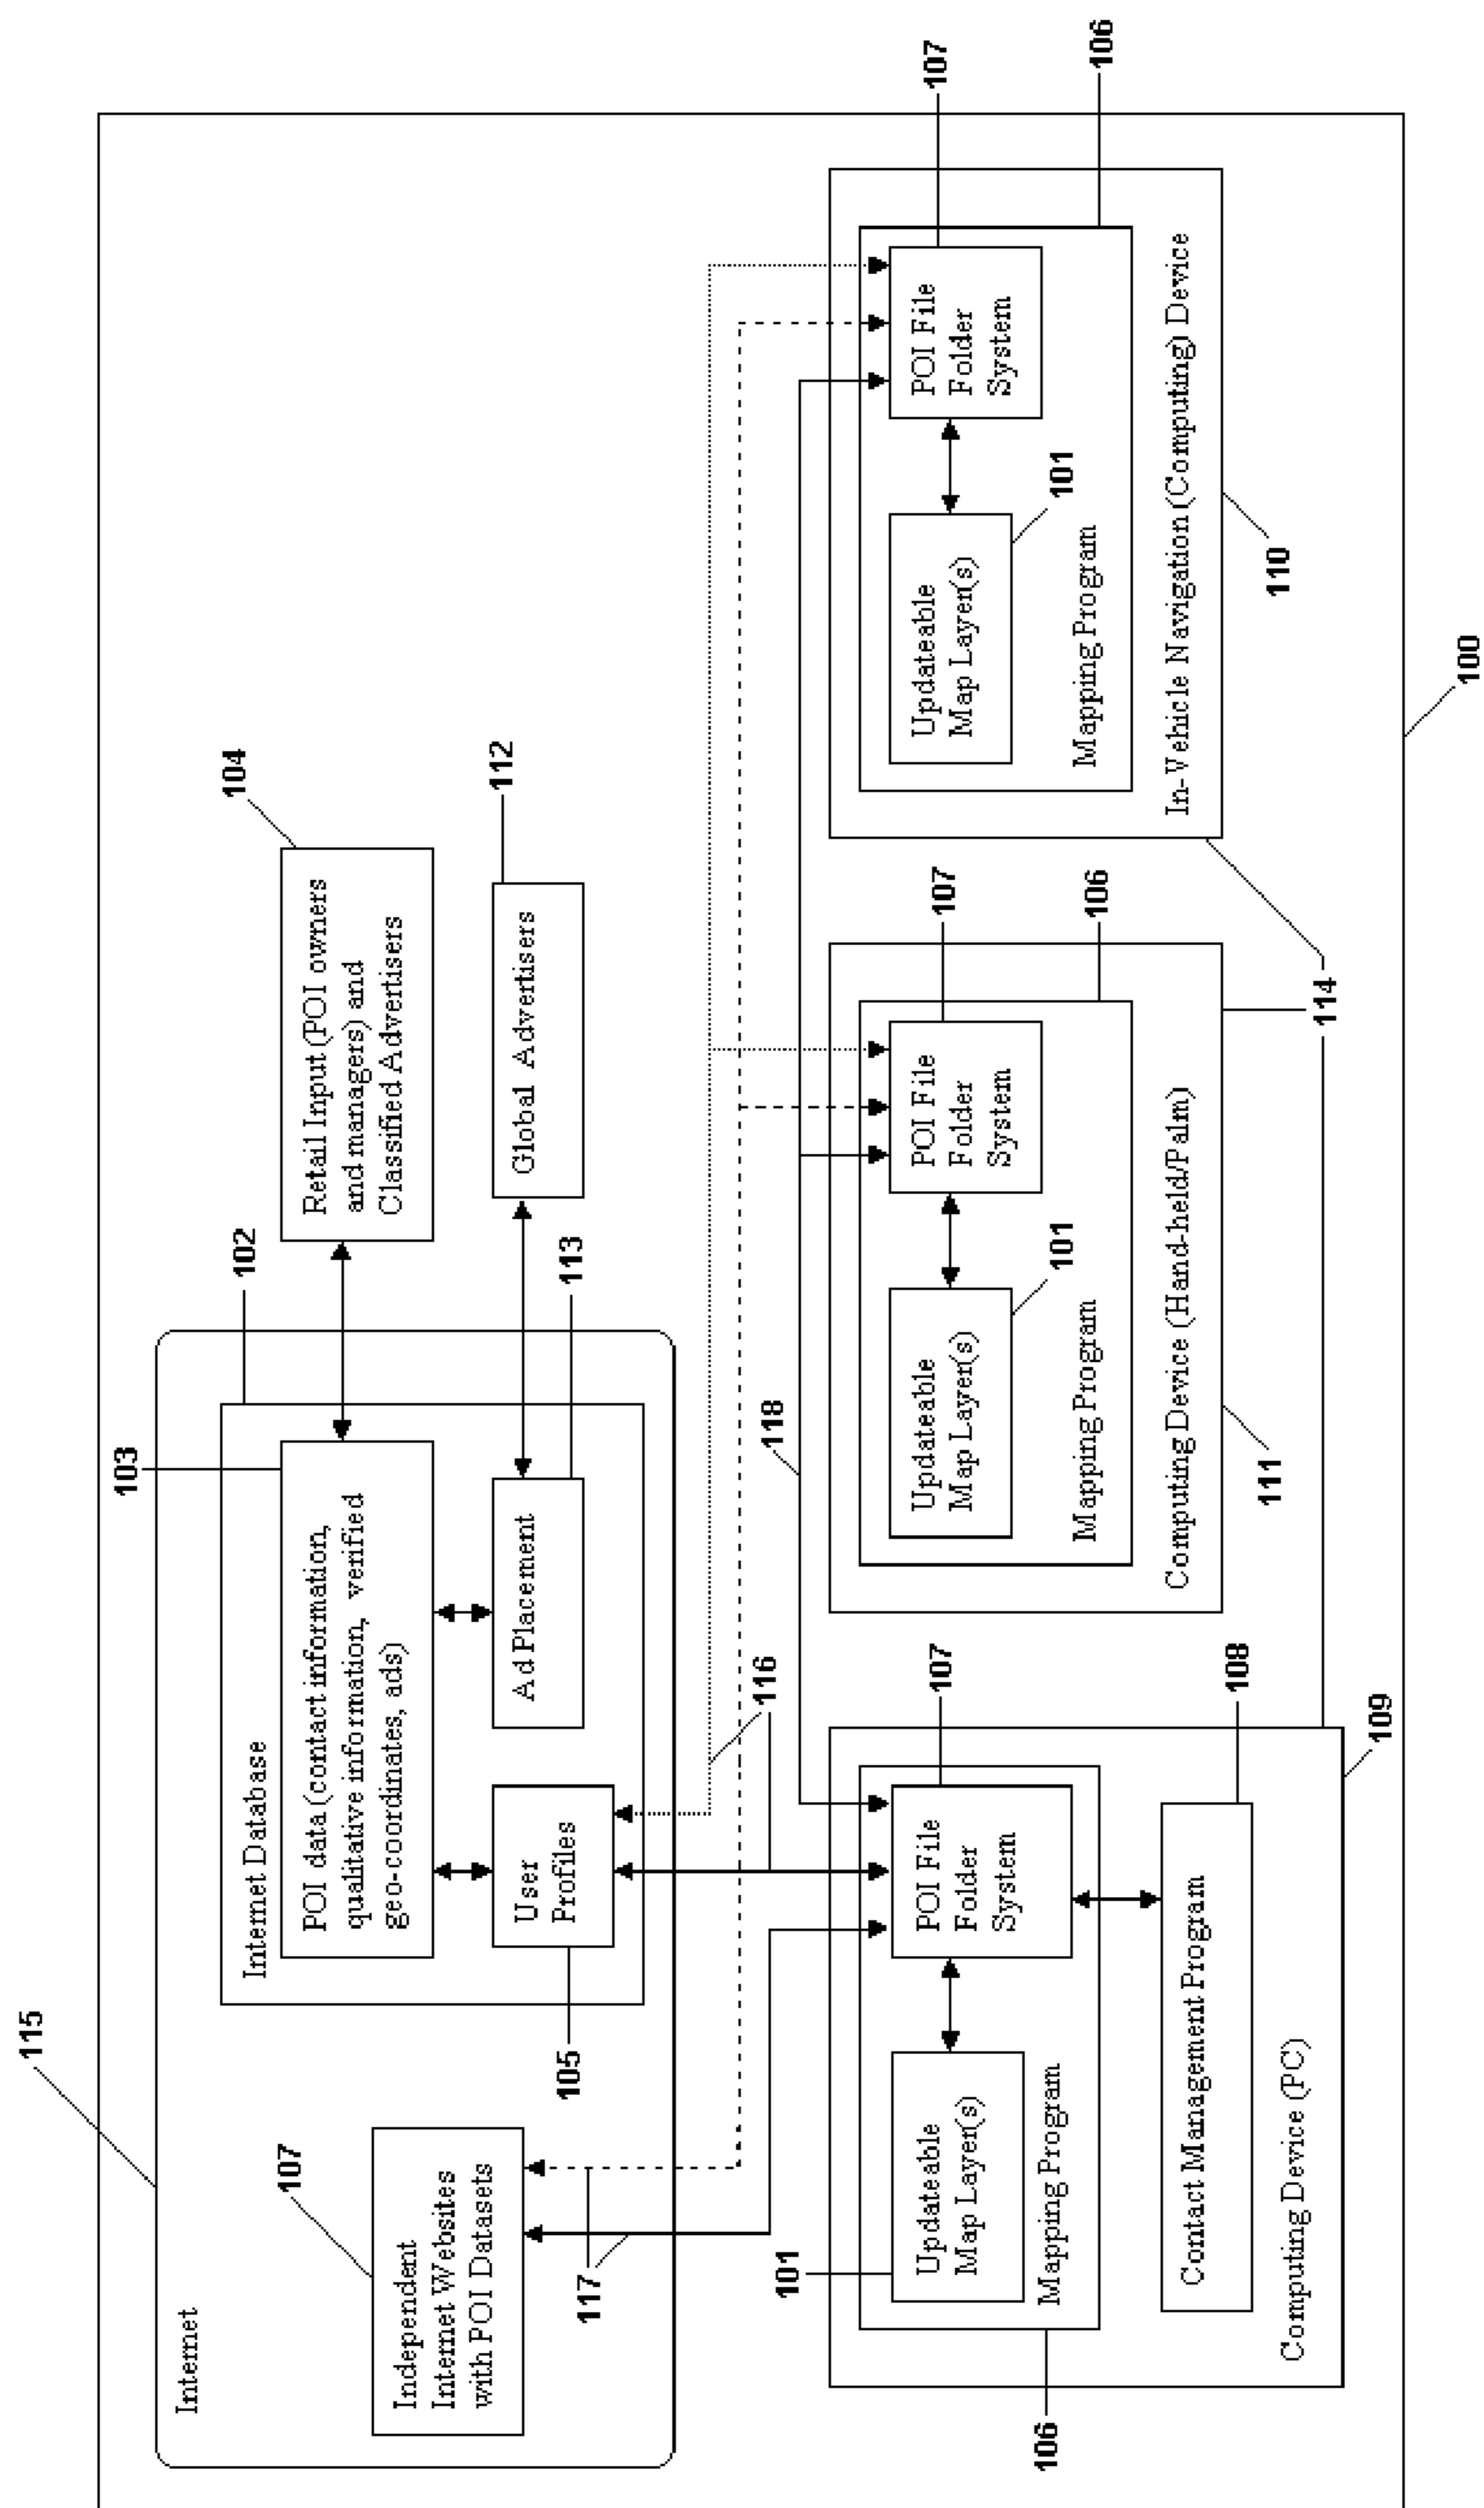 115
Internet
107
Independent
Internet Websites
with POI Datasets
117
102
Internet Database
103
POI data (contact information,
qualitative information, verified
geo-coordinates, ads)
User
Profiles
105
Ad Placement
113
104
Retail Input (POI owners
and managers) and
Classified Advertisers
112
Global Advertisers
116
118
101
Updateable
Map Layer(s)
107
POI File
Folder
System
Mapping Program
106
108
Contact Management Program
Computing Device (PC)
109
107
POI File
Folder
System
Updateable
Map Layer(s)
101
106
Mapping Program
Computing Device (Hand-held/Palm)
111
114
107
POI File
Folder
System
Updateable
Map Layer(s)
101
106
Mapping Program
In-Vehicle Navigation (Computing) Device
110
100